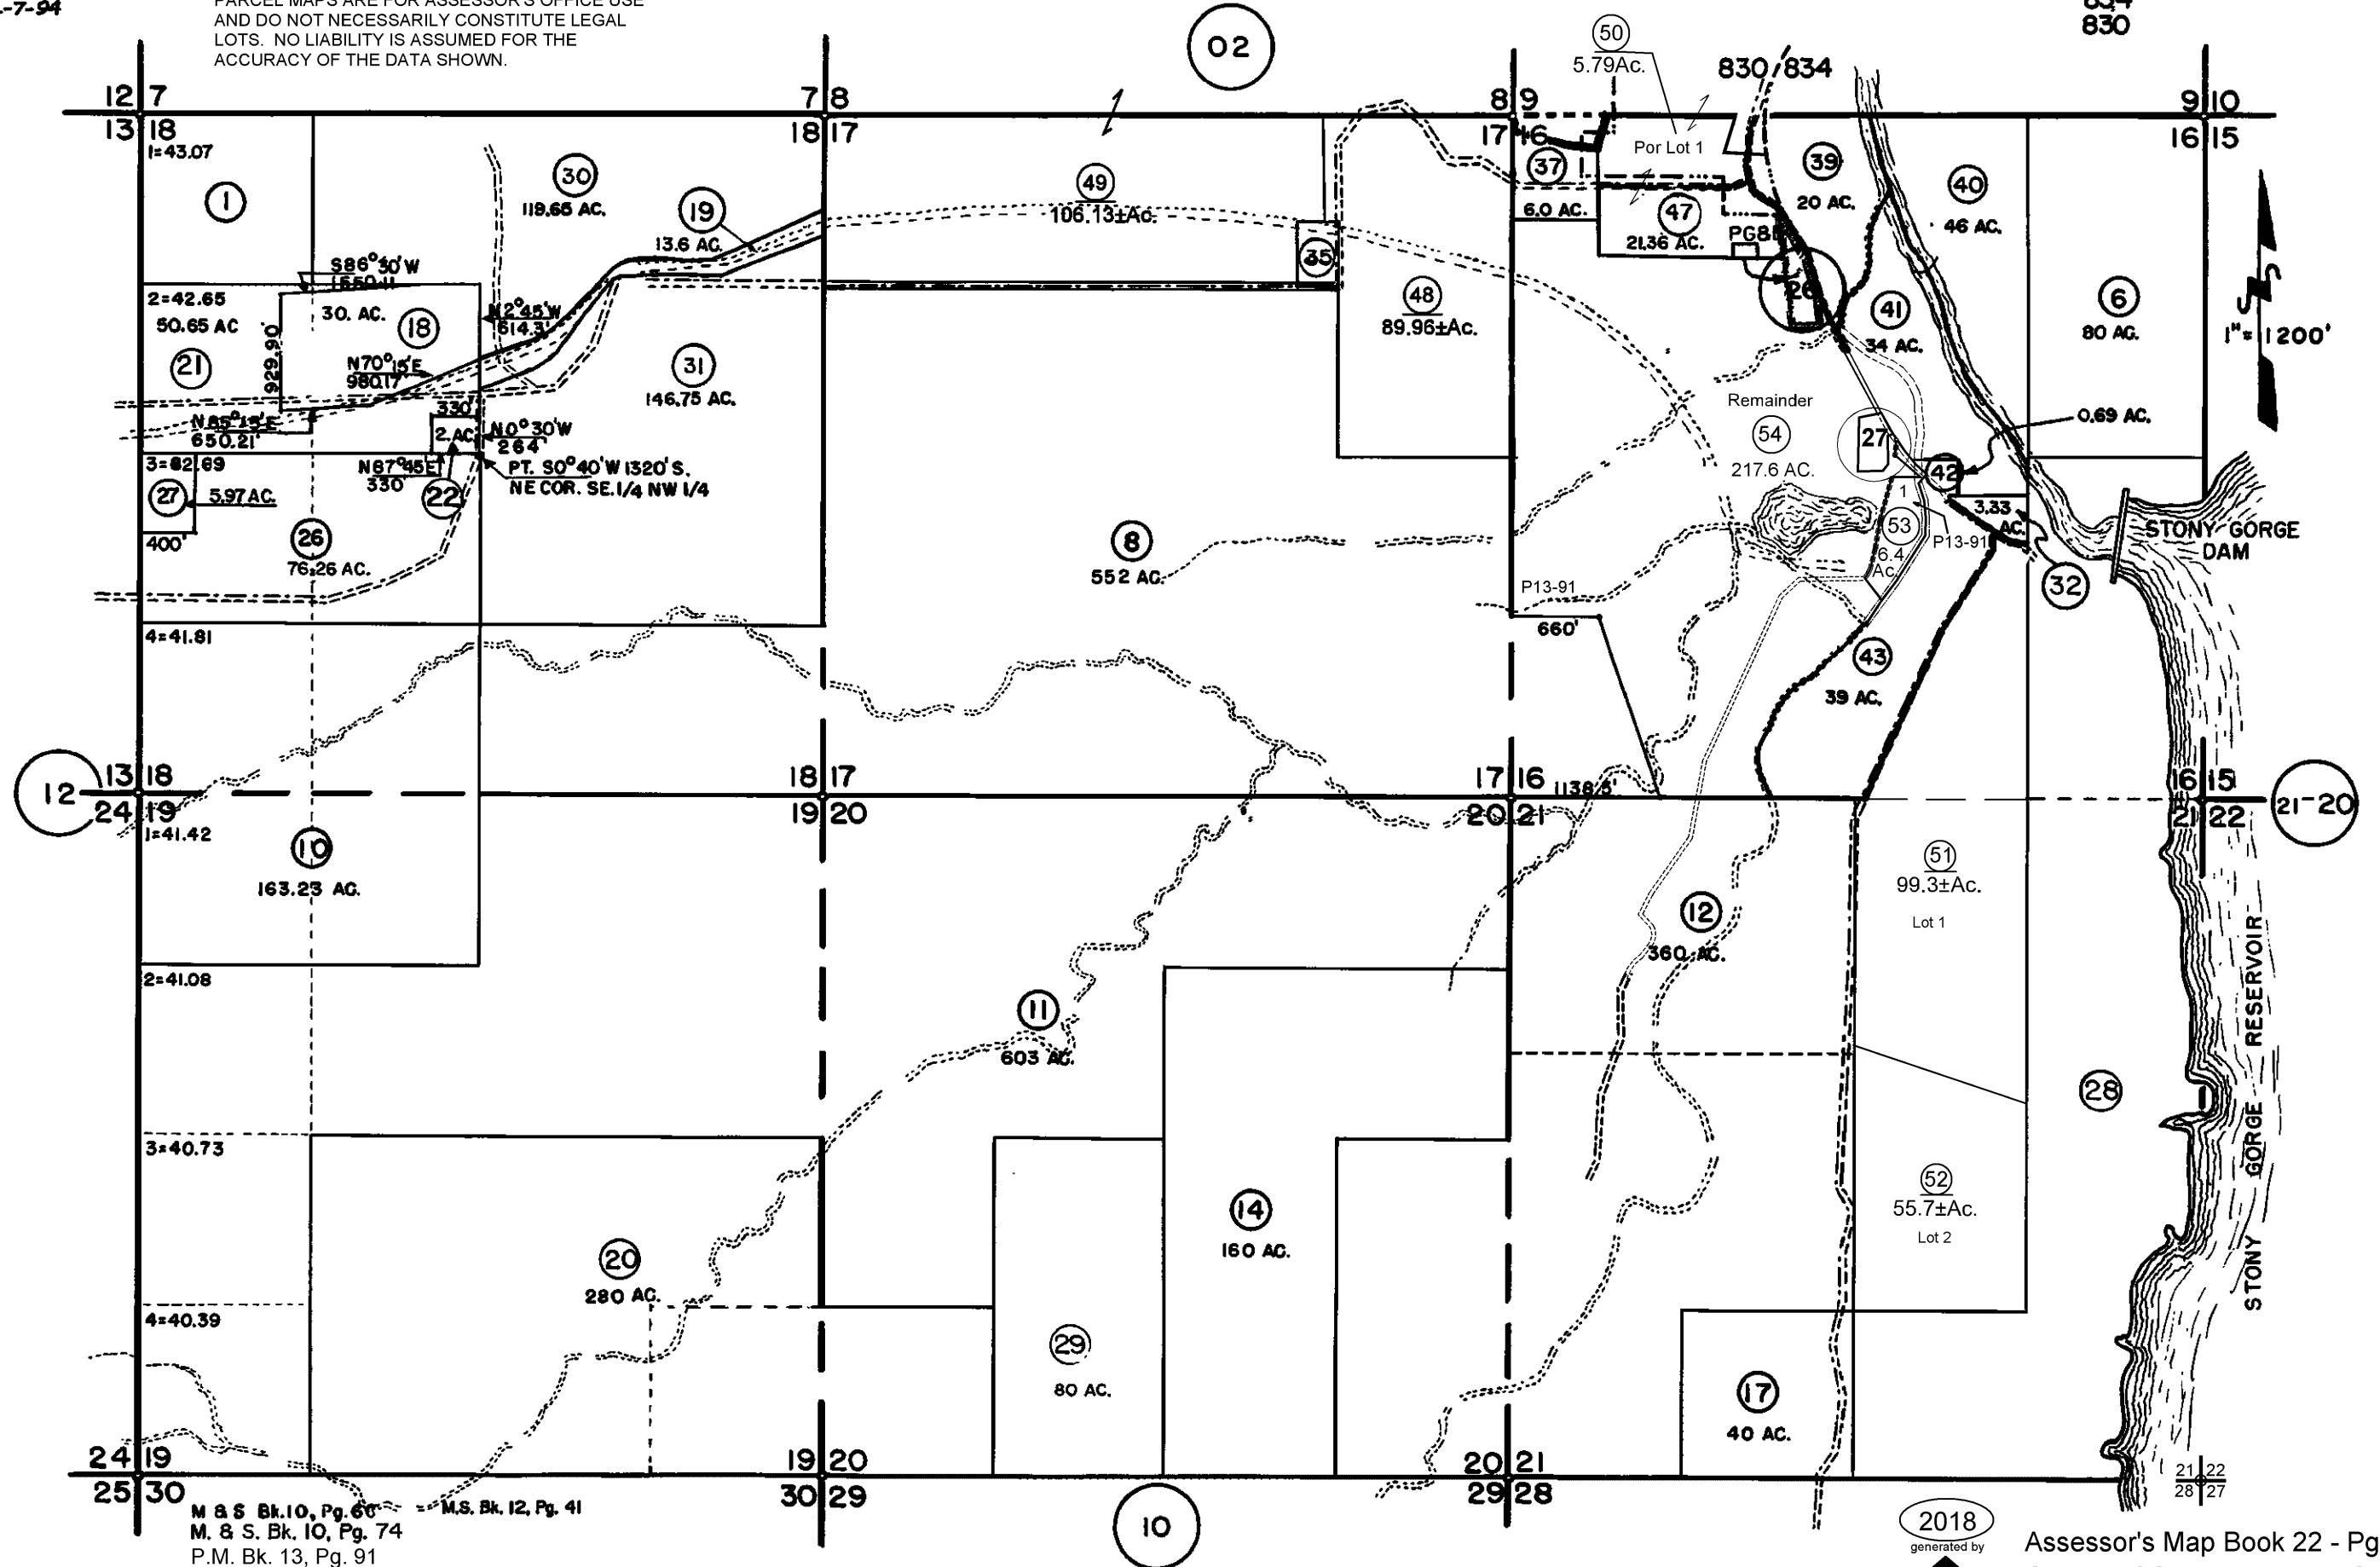 -7-94
PARCEL MAPS ARE FOR ASSESSOR'S OFFICE USE
AND DO NOT NECESSARILY CONSTITUTE LEGAL
LOTS. NO LIABILITY IS ASSUMED FOR THE
ACCURACY OF THE DATA SHOWN.
02
834
830
50
5.79Ac.
830/834
12 7
13 18
7 8
18 17
8 9
17 16
9 10
16 15
1=43.07
1
30
119.65 AC.
19
13.6 AC.
49
106.13±Ac.
35
37
6.0 AC.
Por Lot 1
47
21.36 AC.
PG&E
39
20 AC.
40
46 AC.
6
80 AC.
1"=1200'
S86°30'W
1650.11
2=42.65
50.65 AC
30. AC.
18
N2°45'W
614.3'
21
929.90'
N70°15'E
980.17'
N85°15'E
650.21'
330'
2.AC.
N0°30'W
264'
31
146.75 AC.
48
89.96±Ac.
26
41
34 AC.
Remainder
54
217.6 AC.
27
0.69 AC.
42
3=82.69
27
5.97 AC.
400'
N87°45'E
330'
22
PT. S0°40'W 1320' S.
NE COR. SE.1/4 NW 1/4
26
76.26 AC.
8
552 AC.
1
53
6.4
Ac.
P13-91
3.33
AC.
STONY GORGE
DAM
32
P13-91
660'
43
39 AC.
4=41.81
12
13 18
24 19
18 17
19 20
17 16
20 21
1138.5'
16 15
21 22
21-20
1=41.42
10
163.23 AC.
51
99.3±Ac.
Lot 1
12
360 AC.
2=41.08
11
603 AC.
28
STONY GORGE RESERVOIR
3=40.73
52
55.7±Ac.
Lot 2
14
160 AC.
20
280 AC.
4=40.39
29
80 AC.
17
40 AC.
24 19
25 30
19 20
30 29
20 21
29 28
21 22
28 27
M & S Bk.10, Pg.66
M.S. Bk. 12, Pg. 41
M. & S. Bk. 10, Pg. 74
P.M. Bk. 13, Pg. 91
10
2018
generated by
Assessor's Map Book 22 - Pg